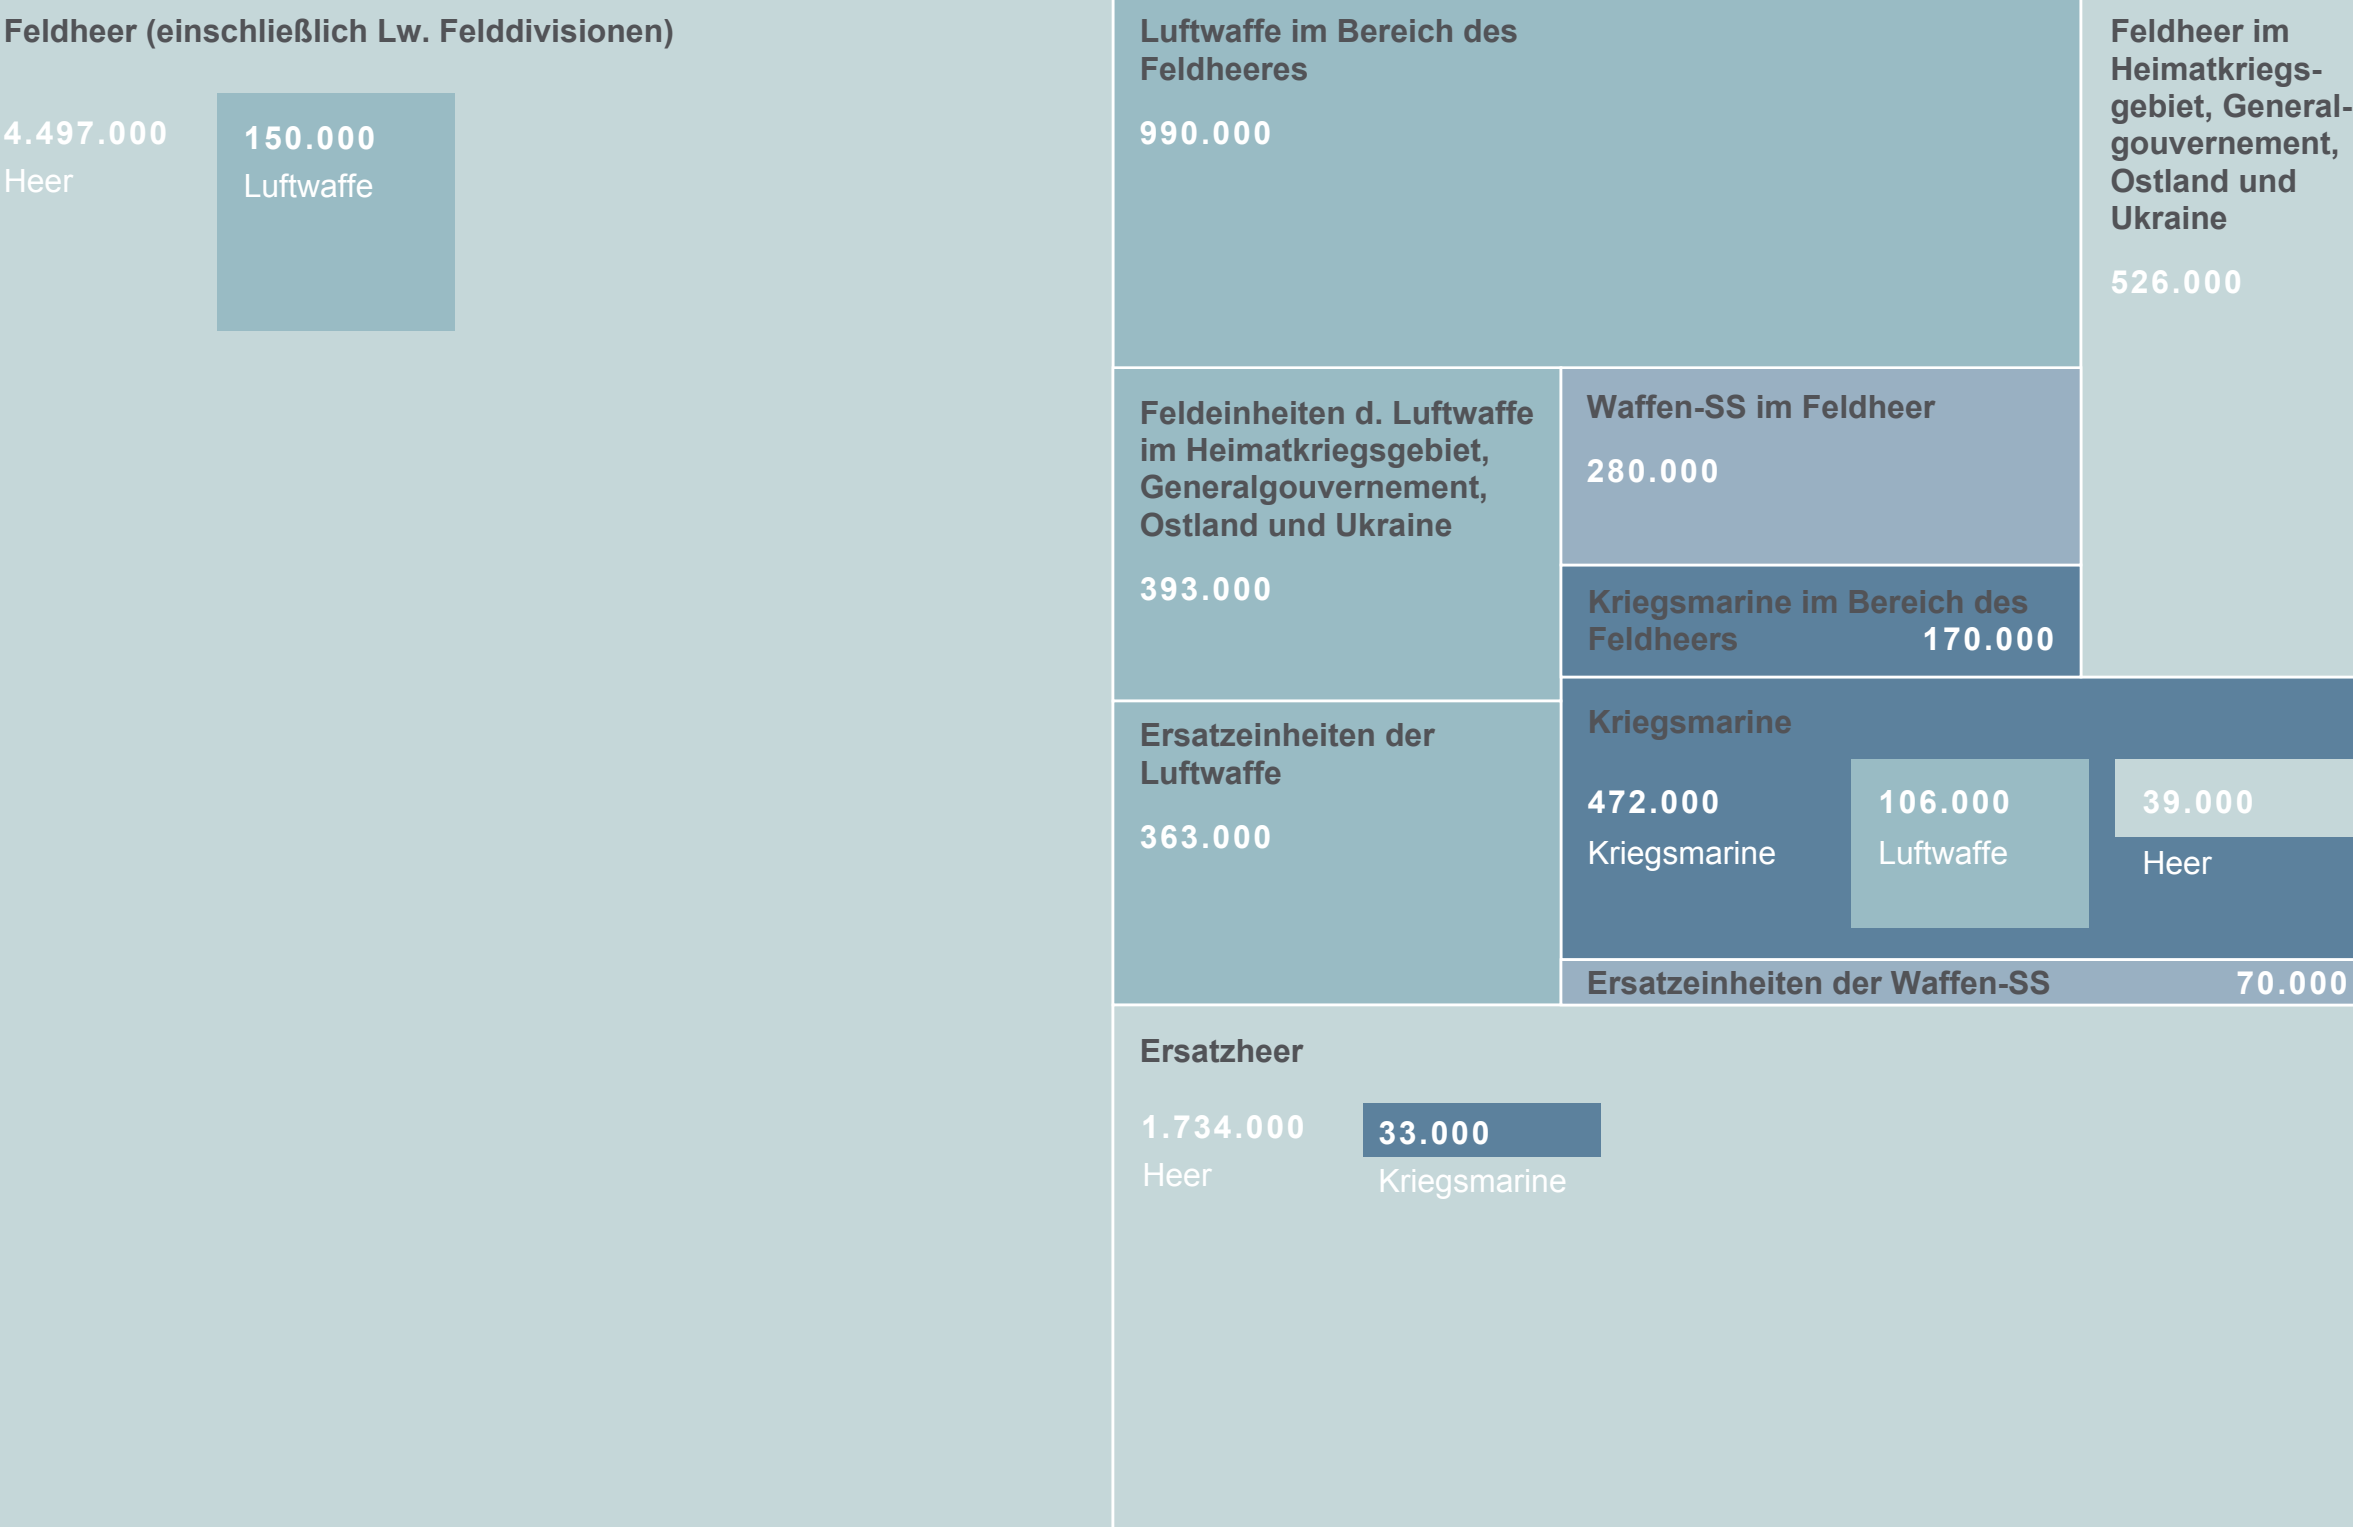 Feldheer (einschließlich Lw. Felddivisionen)
4.497.000
Heer
150.000
Luftwaffe
Luftwaffe im Bereich des
Feldheeres
990.000
Feldheer im
Heimatkriegs-
gebiet, General-
gouvernement,
Ostland und
Ukraine
526.000
Feldeinheiten d. Luftwaffe
im Heimatkriegsgebiet,
Generalgouvernement,
Ostland und Ukraine
393.000
Waffen-SS im Feldheer
280.000
Kriegsmarine im Bereich des
Feldheers 170.000
Ersatzeinheiten der
Luftwaffe
363.000
Kriegsmarine
472.000
Kriegsmarine
106.000
Luftwaffe
39.000
Heer
Ersatzeinheiten der Waffen-SS 70.000
Ersatzheer
1.734.000
Heer
33.000
Kriegsmarine